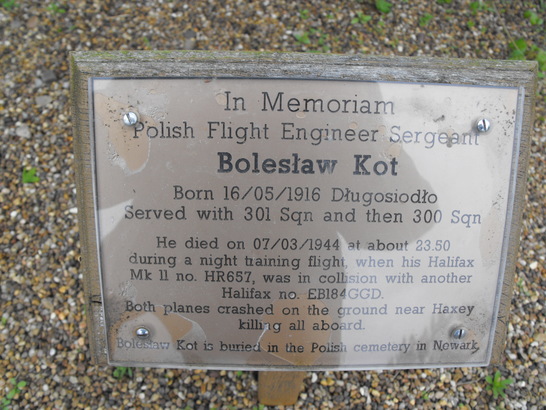 In Memoriam
Polish Flight Engineer Sergeant
Bolesław Kot
Born 16/05/1916 Długosiodło
Served with 301 Sqn and then 300 Sqn
He died on 07/03/1944 at about 23.50
during a night training flight, when his Halifax
Mk ll no. HR657, was in collision with another
Halifax no. EB184GGD.
Both planes crashed on the ground near Haxey
killing all aboard.
Bolesław Kot is buried in the Polish cemetery in Newark.